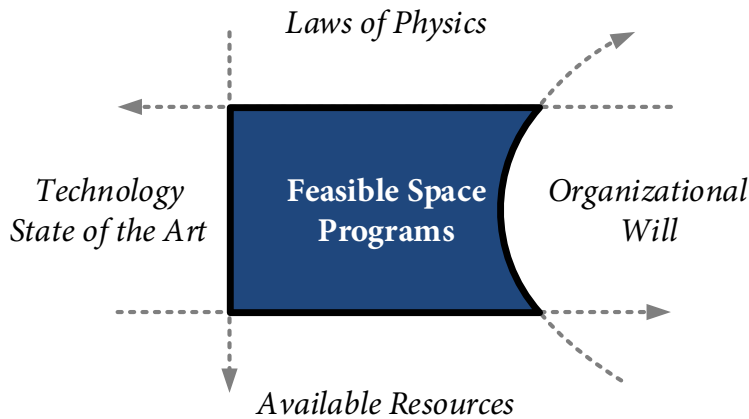 Laws of Physics
Technology
State of the Art
Feasible Space
Programs
Organizational
Will
Available Resources